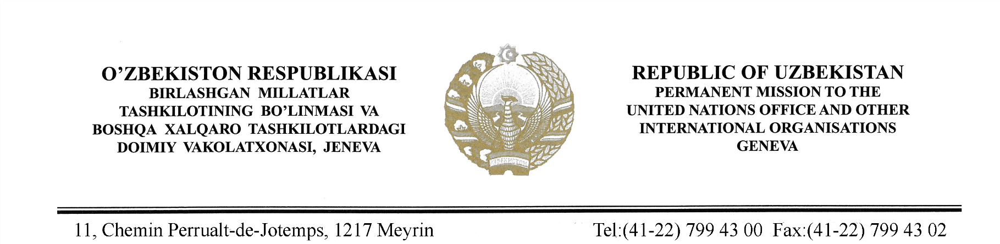 O’ZBEKISTON RESPUBLIKASI
BIRLASHGAN MILLATLAR
TASHKILOTINING BO’LINMASI VA
BOSHQA XALQARO TASHKILOTLARDAGI
DOIMIY VAKOLATXONASI, JENEVA
REPUBLIC OF UZBEKISTAN
PERMANENT MISSION TO THE
UNITED NATIONS OFFICE AND OTHER
INTERNATIONAL ORGANISATIONS
GENEVA
11, Chemin Perrualt-de-Jotemps, 1217 Meyrin
Tel:(41-22) 799 43 00 Fax:(41-22) 799 43 02